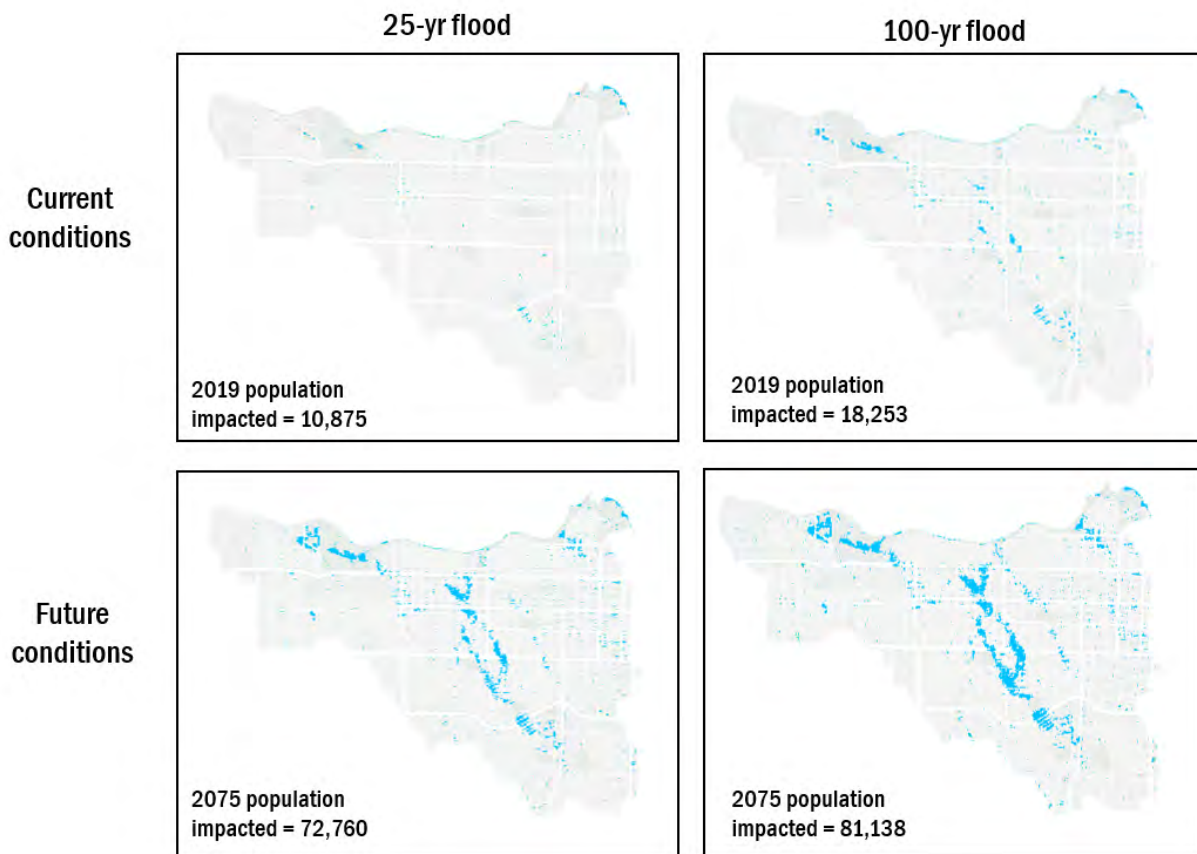 25-yr flood
100-yr flood
Current
conditions
2019 population
impacted = 10,875
2019 population
impacted = 18,253
Future
conditions
2075 population
impacted = 72,760
2075 population
impacted = 81,138